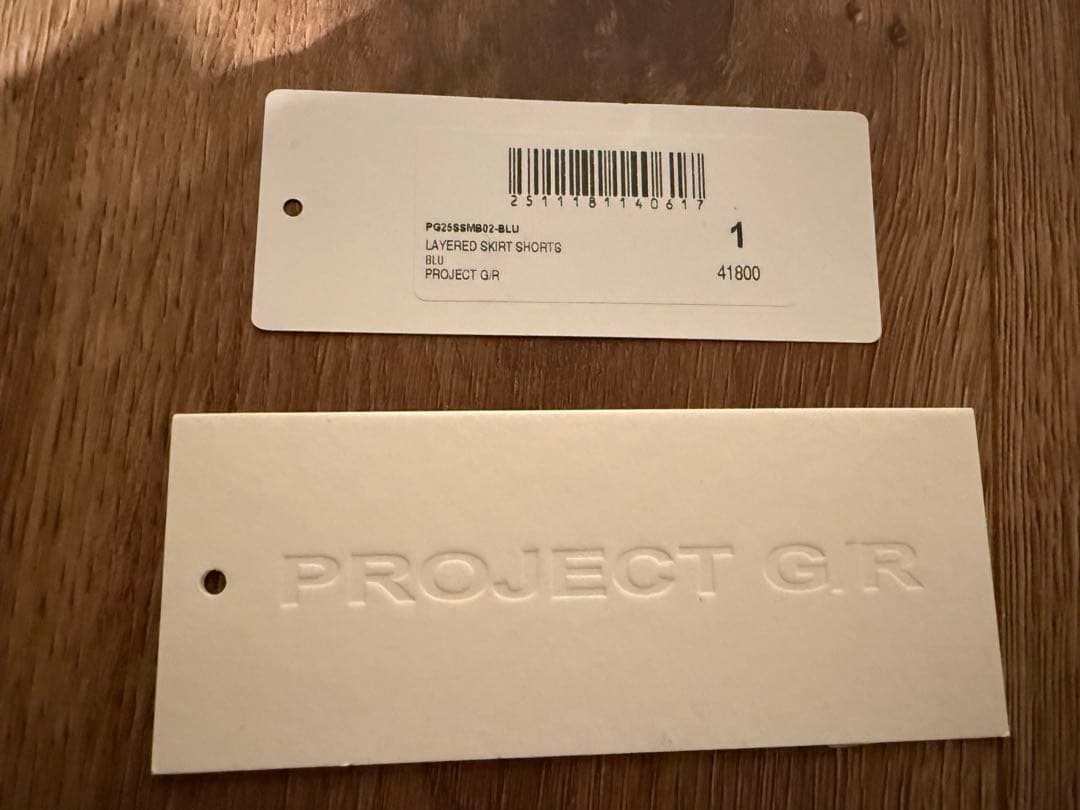 2511181140617
PG25SSMB02-BLU
LAYERED SKIRT SHORTS
BLU
PROJECT G/R
1
41800
PROJECT G/R